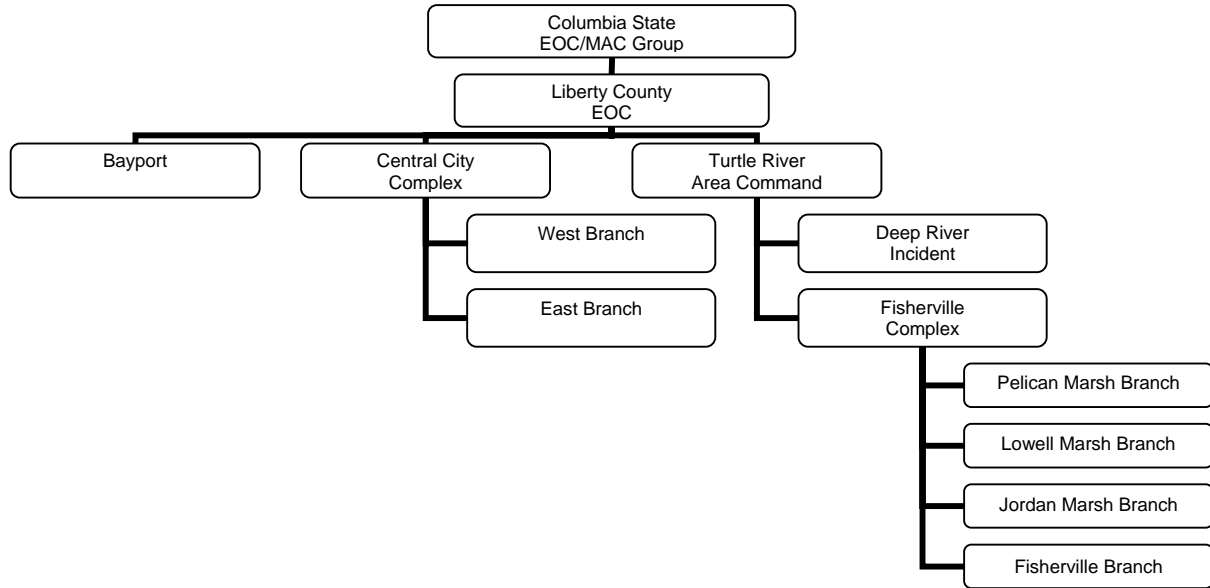 Columbia State
EOC/MAC Group
Liberty County
EOC
Bayport
Central City
Complex
Turtle River
Area Command
West Branch
Deep River
Incident
East Branch
Fisherville
Complex
Pelican Marsh Branch
Lowell Marsh Branch
Jordan Marsh Branch
Fisherville Branch